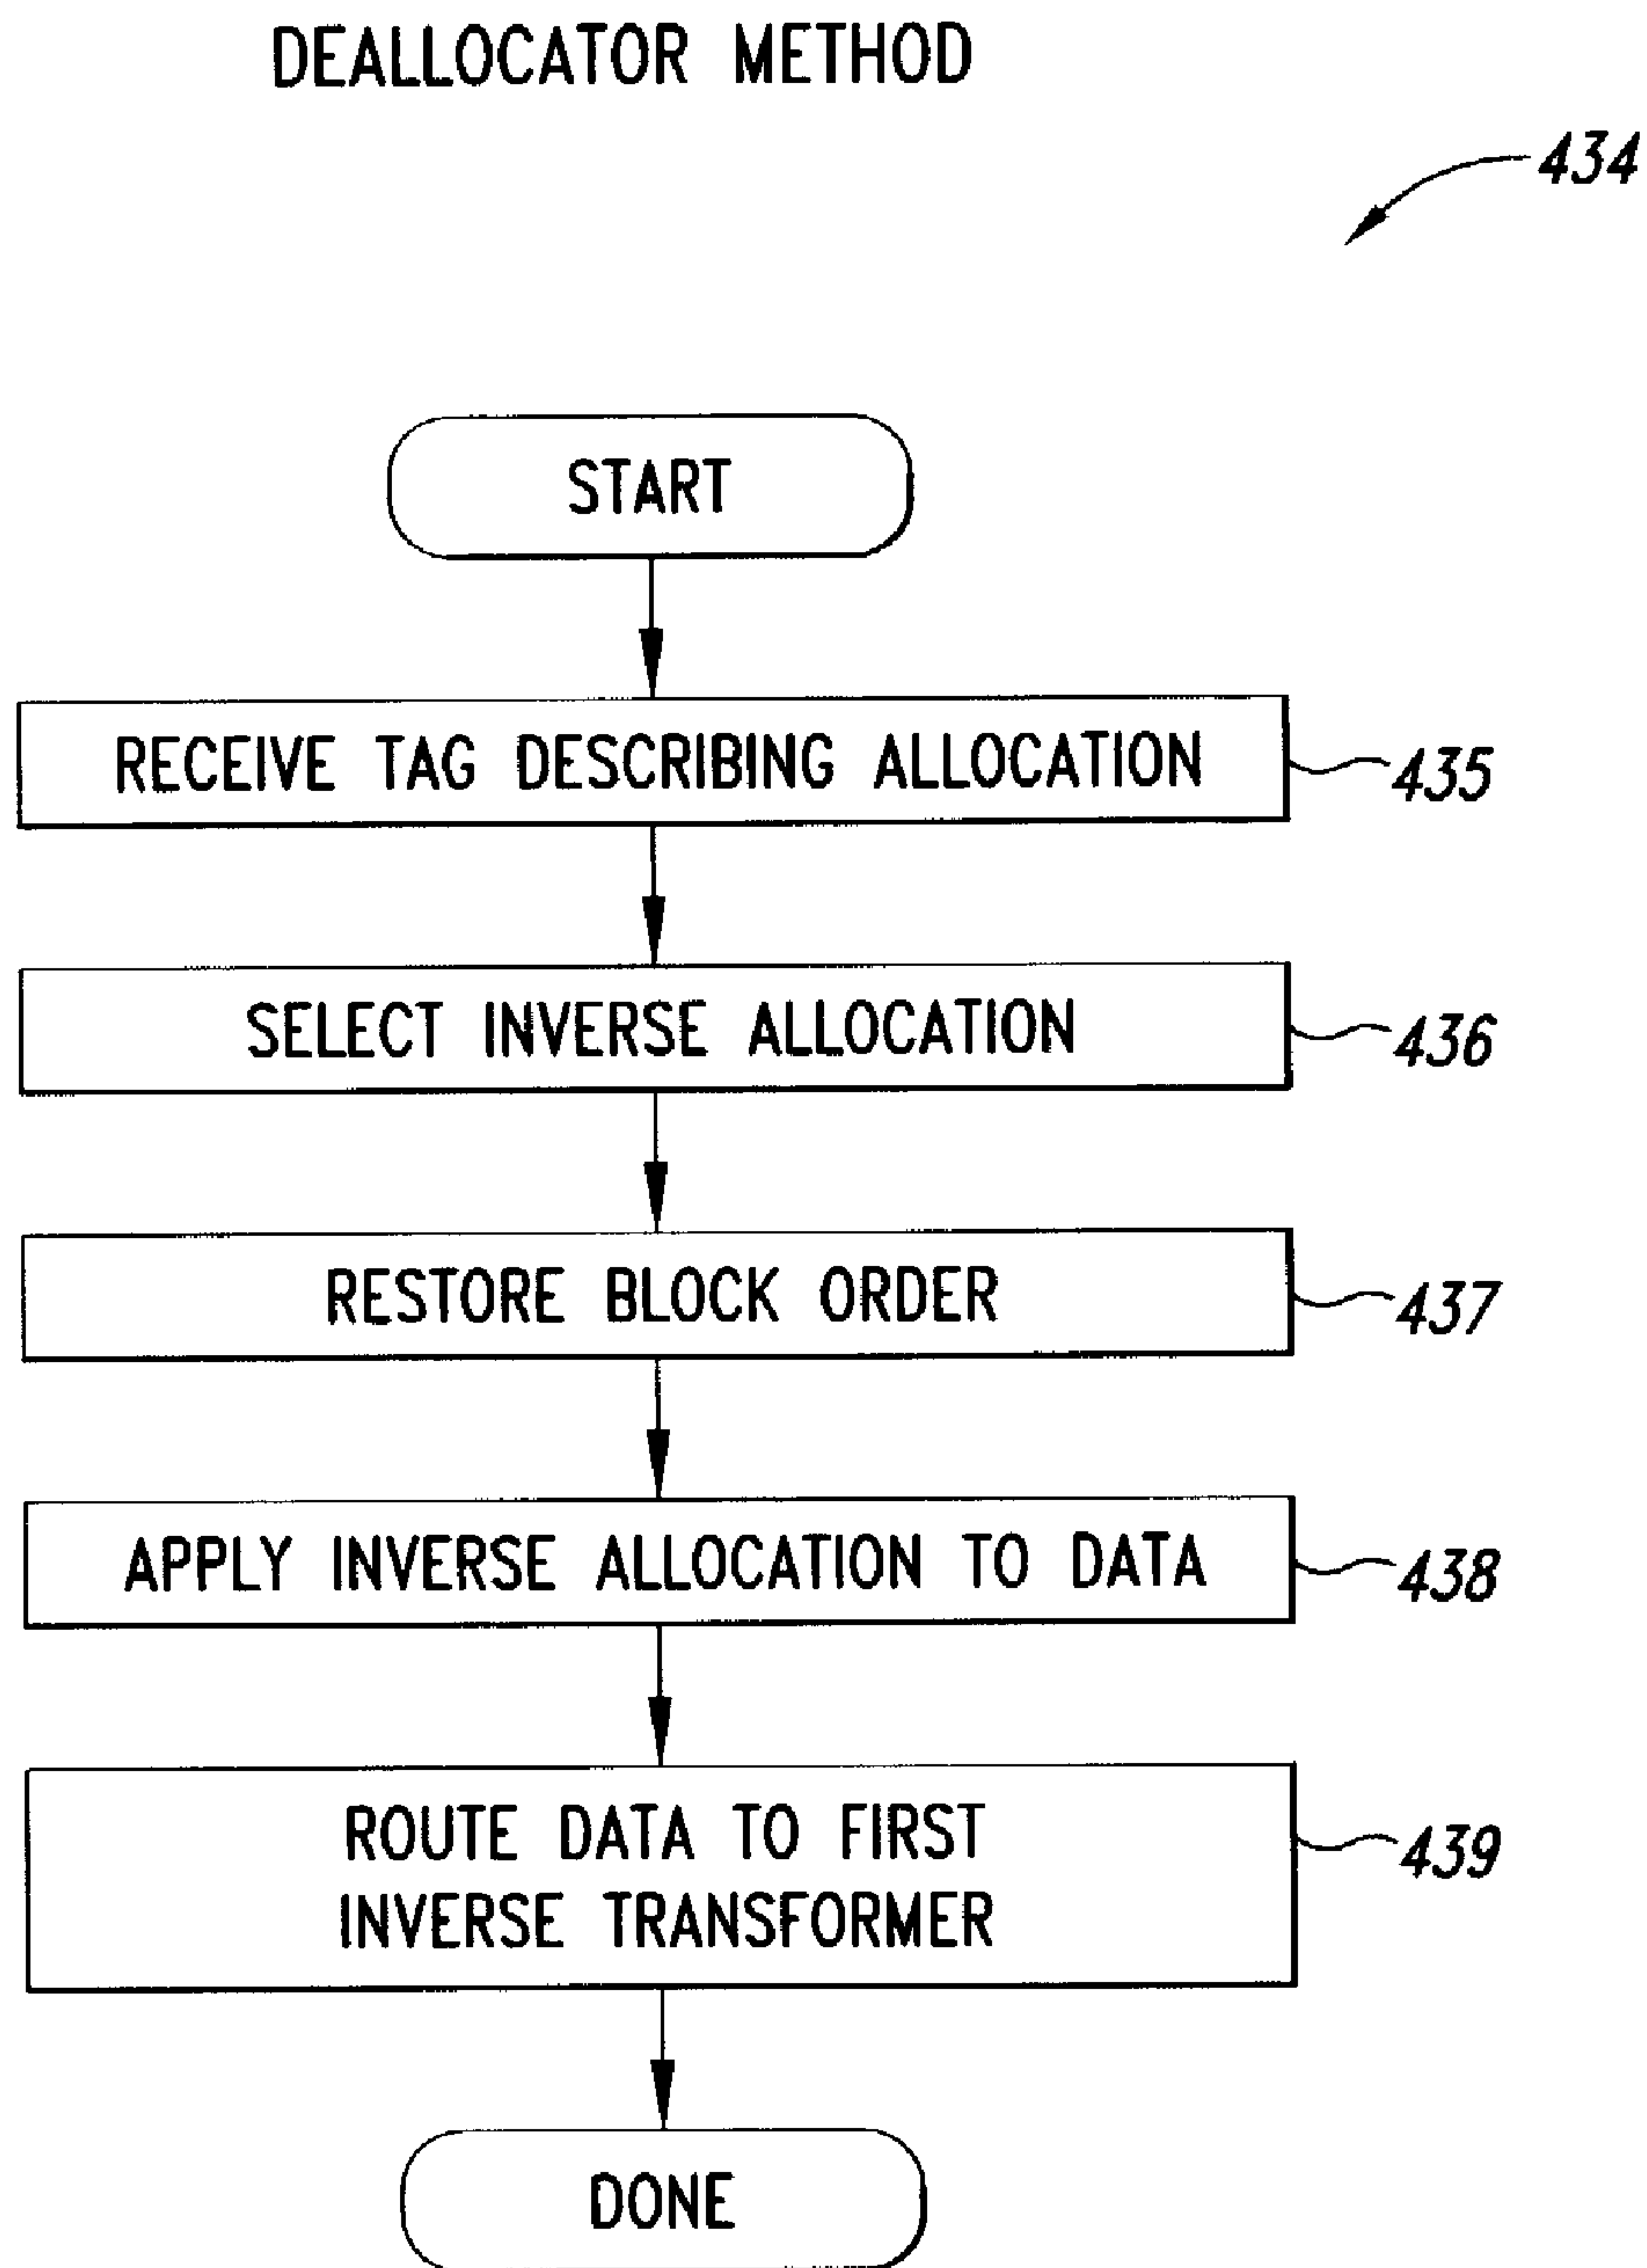 DEALLOCATOR METHOD
434
START
RECEIVE TAG DESCRIBING ALLOCATION
435
SELECT INVERSE ALLOCATION
436
RESTORE BLOCK ORDER
437
APPLY INVERSE ALLOCATION TO DATA
438
ROUTE DATA TO FIRST
INVERSE TRANSFORMER
439
DONE